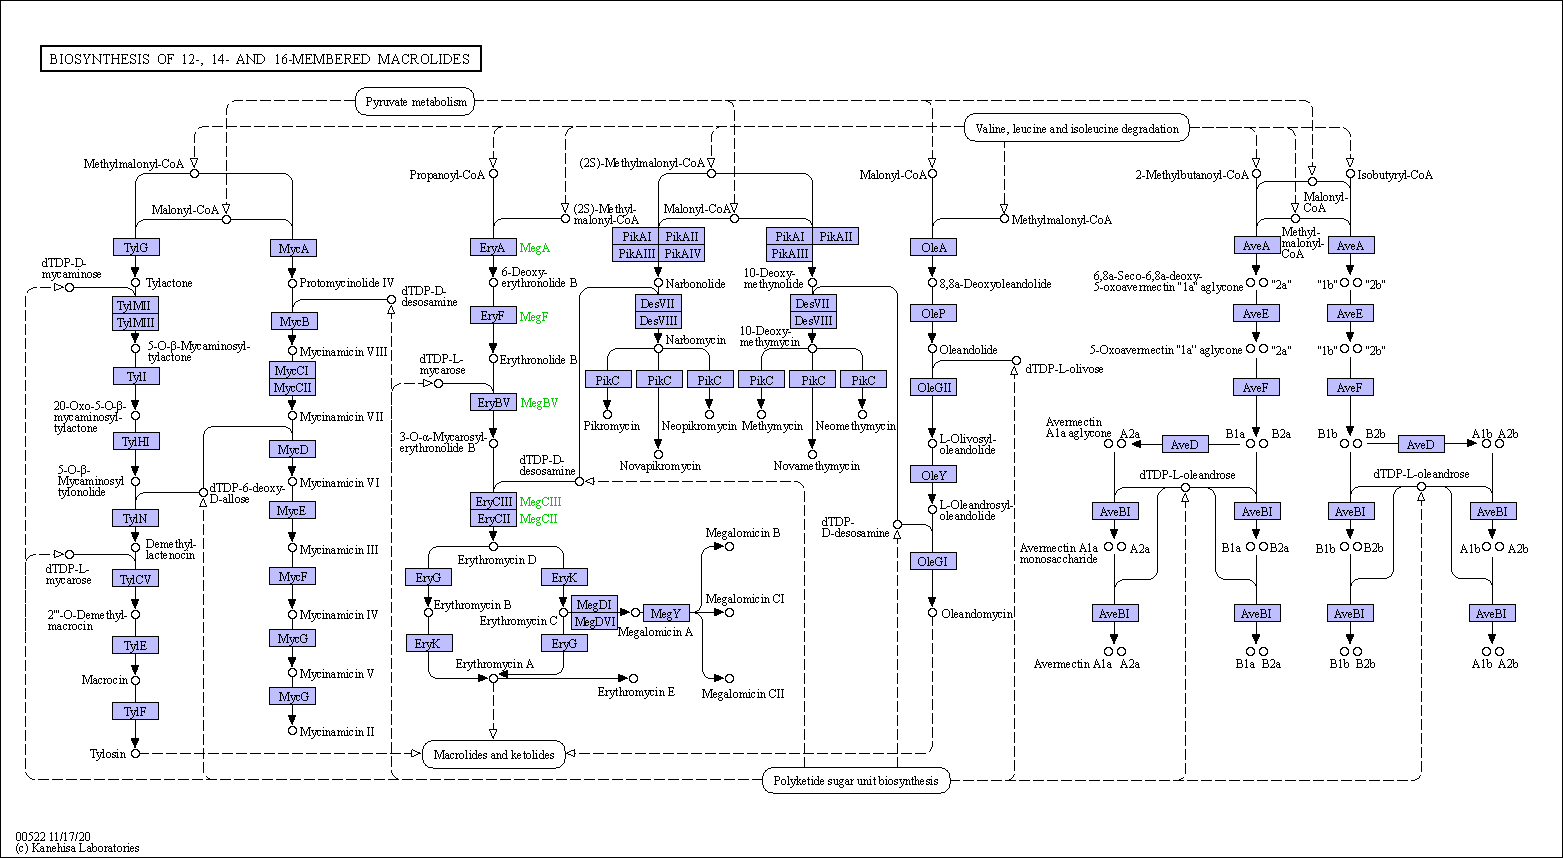 BIOSYNTHESIS OF 12-, 14- AND 16-MEMBERED MACROLIDES
Pyruvate metabolism
Valine, leucine and isoleucine degradation
Methylmalonyl-CoA
Malonyl-CoA
TylG
MycA
dTDP-D-
mycaminose
Tylactone
Protomycinolide IV
dTDP-D-
desosamine
TylMII
TylMIII
MycB
5-O-β-Mycaminosyl-
tylactone
Mycinamicin VIII
TylI
MycCI
MycCII
20-Oxo-5-O-β-
mycaminosyl-
tylactone
Mycinamicin VII
TylHI
MycD
5-O-β-
Mycaminosyl
tylonolide
dTDP-6-deoxy-
D-allose
Mycinamicin VI
TylN
MycE
Demethyl-
lactenocin
Mycinamicin III
dTDP-L-
mycarose
TylCV
MycF
2'''-O-Demethyl-
macrocin
Mycinamicin IV
TylE
MycG
Macrocin
Mycinamicin V
TylF
MycG
Mycinamicin II
Tylosin
Propanoyl-CoA
(2S)-Methyl-
malonyl-CoA
EryA
MegA
6-Deoxy-
erythronolide B
EryF
MegF
dTDP-L-
mycarose
Erythronolide B
EryBV
MegBV
3-O-α-Mycarosyl-
erythronolide B
dTDP-D-
desosamine
EryCIII
MegCIII
EryCII
MegCII
Erythromycin D
EryG
EryK
Erythromycin B
Erythromycin C
MegDI
MegDVI
MegY
Megalomicin A
Megalomicin B
Megalomicin CI
Megalomicin CII
EryK
EryG
Erythromycin A
Erythromycin E
Macrolides and ketolides
(2S)-Methylmalonyl-CoA
Malonyl-CoA
PikAI
PikAII
PikAIII
PikAIV
PikAI
PikAII
PikAIII
Narbonolide
10-Deoxy-
methynolide
DesVII
DesVIII
DesVII
DesVIII
Narbomycin
10-Deoxy-
methymycin
PikC
PikC
PikC
PikC
PikC
PikC
Pikromycin
Neopikromycin
Methymycin
Neomethymycin
Novapikromycin
Novamethymycin
Malonyl-CoA
Methylmalonyl-CoA
OleA
8,8a-Deoxyoleandolide
OleP
Oleandolide
dTDP-L-olivose
OleGII
L-Olivosyl-
oleandolide
OleY
L-Oleandrosyl-
oleandolide
dTDP-
D-desosamine
OleGI
Oleandomycin
Polyketide sugar unit biosynthesis
2-Methylbutanoyl-CoA
Isobutyryl-CoA
Malonyl-
CoA
Methyl-
malonyl-
CoA
AveA
AveA
6,8a-Seco-6,8a-deoxy-
5-oxoavermectin "1a" aglycone
"2a"
"1b"
"2b"
AveE
AveE
5-Oxoavermectin "1a" aglycone
"2a"
"1b"
"2b"
AveF
AveF
Avermectin
A1a aglycone
A2a
AveD
B1a
B2a
B1b
B2b
AveD
A1b
A2b
dTDP-L-oleandrose
dTDP-L-oleandrose
AveBI
AveBI
AveBI
AveBI
Avermectin A1a
monosaccharide
A2a
B1a
B2a
B1b
B2b
A1b
A2b
AveBI
AveBI
AveBI
AveBI
Avermectin A1a
A2a
B1a
B2a
B1b
B2b
A1b
A2b
00522 11/17/20
(c) Kanehisa Laboratories